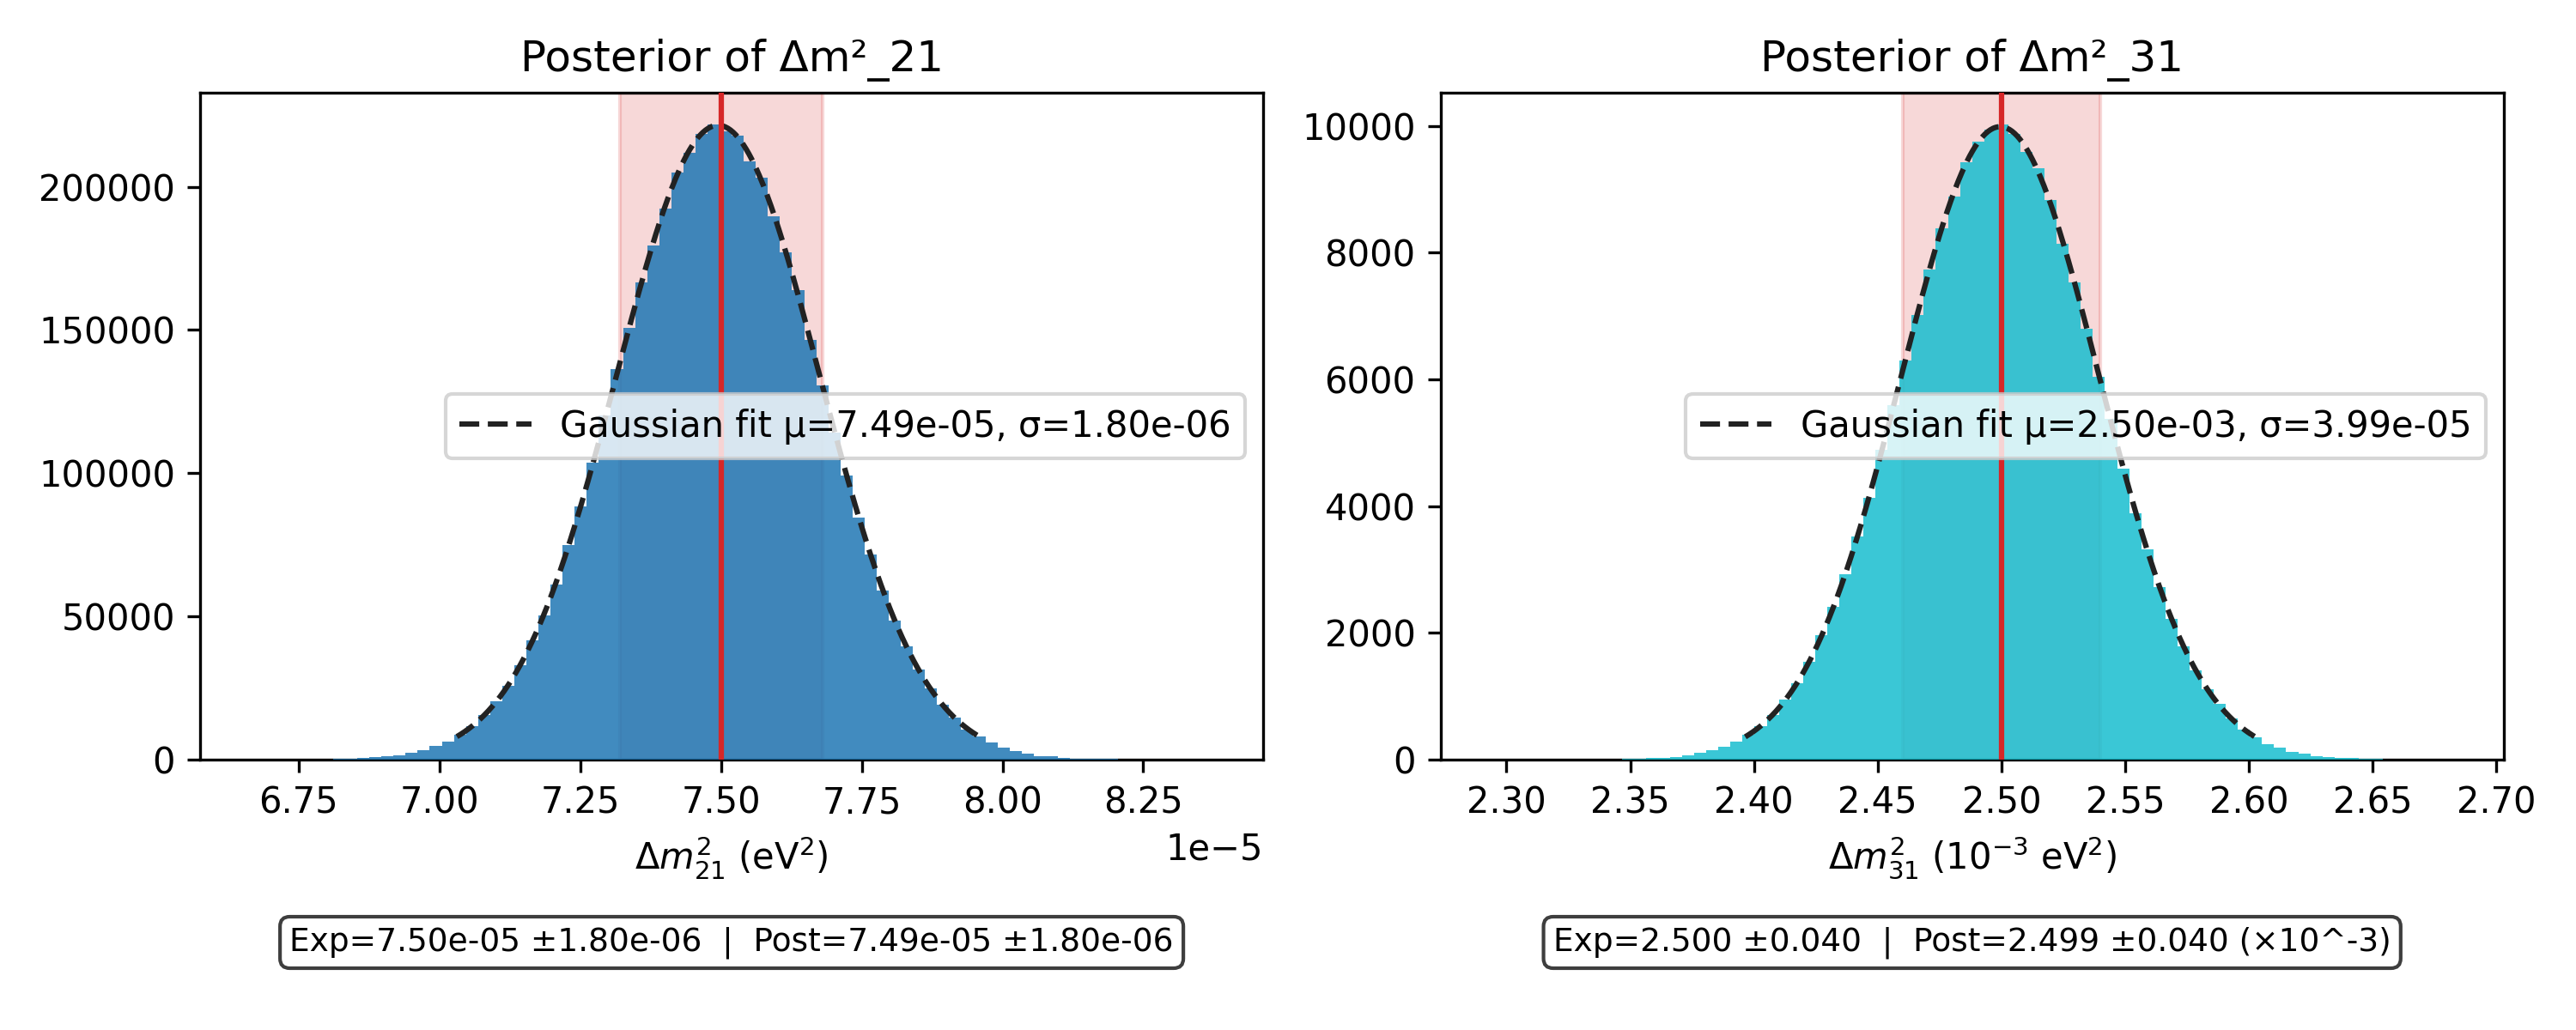 Posterior of Δm²_21
200000
150000
100000
50000
0
Gaussian fit μ=7.49e-05, σ=1.80e-06
6.75 7.00 7.25 7.50 7.75 8.00 8.25
1e−5
Δm²₂₁ (eV²)
Exp=7.50e-05 ±1.80e-06 | Post=7.49e-05 ±1.80e-06
Posterior of Δm²_31
10000
8000
6000
4000
2000
0
Gaussian fit μ=2.50e-03, σ=3.99e-05
2.30 2.35 2.40 2.45 2.50 2.55 2.60 2.65 2.70
Δm²₃₁ (10⁻³ eV²)
Exp=2.500 ±0.040 | Post=2.499 ±0.040 (×10^-3)